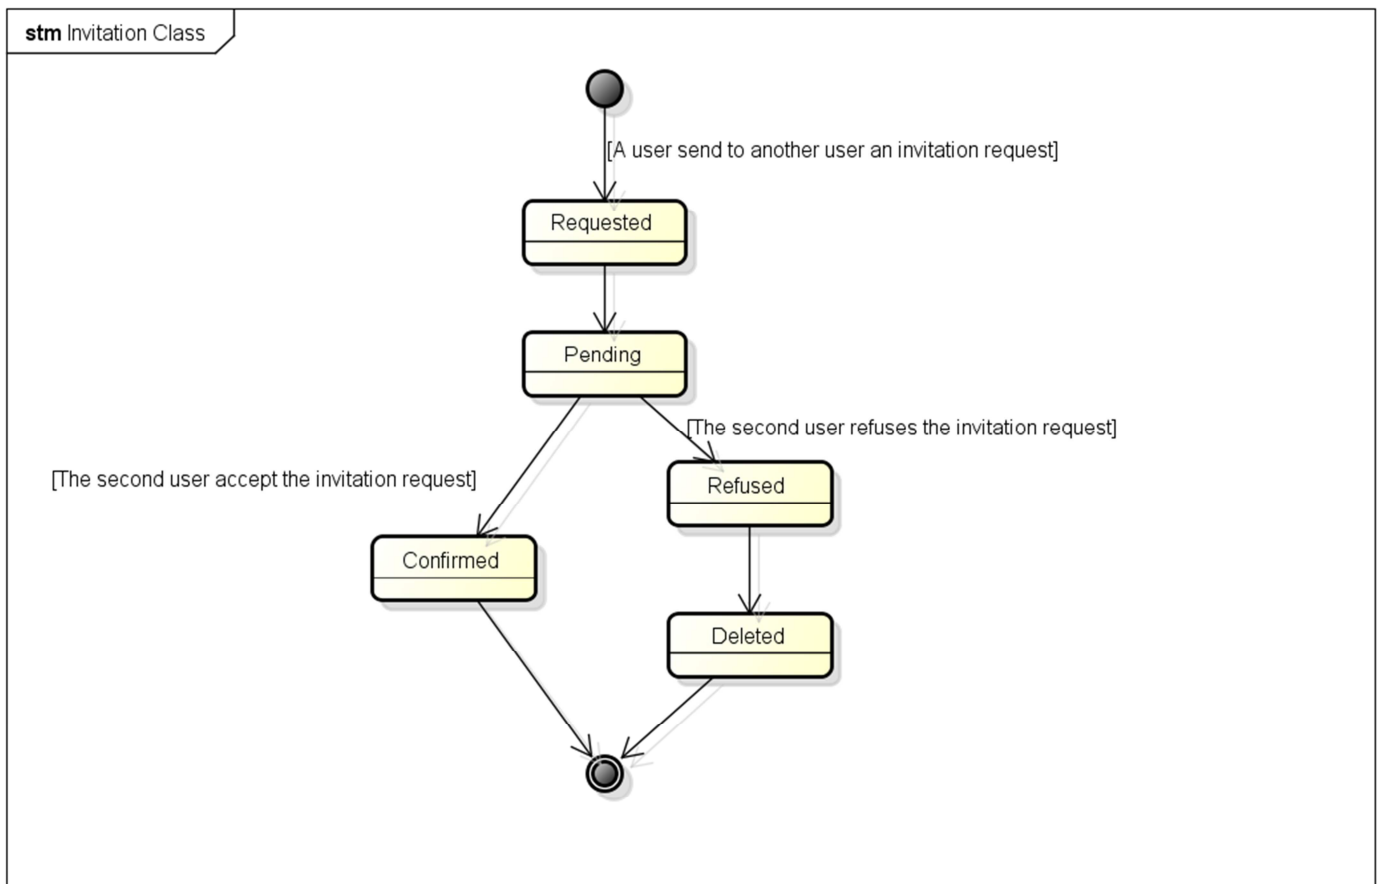 stm Invitation Class
[A user send to another user an invitation request]
Requested
Pending
[The second user refuses the invitation request]
[The second user accept the invitation request]
Refused
Confirmed
Deleted